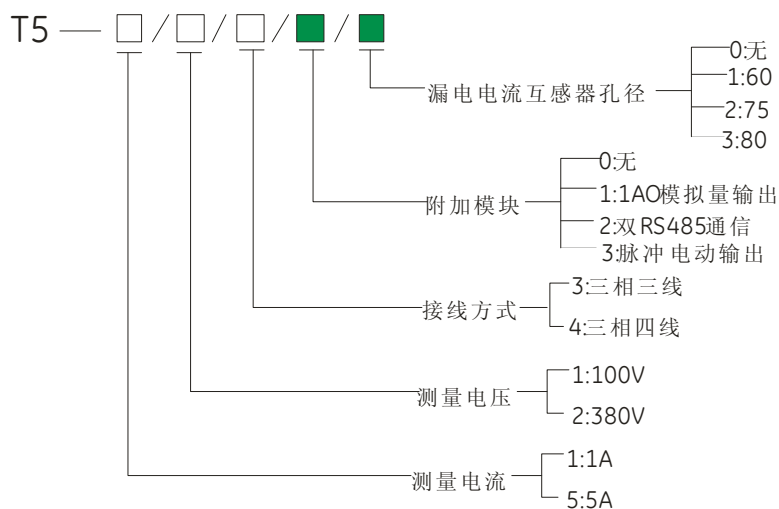 T5 — □/□/□/■/■
0:无
1:60
漏电电流互感器孔径
2:75
3:80
0:无
1:1AO模拟量输出
附加模块
2:双RS485通信
3:脉冲电动输出
3:三相三线
接线方式
4:三相四线
1:100V
测量电压
2:380V
1:1A
测量电流
5:5A